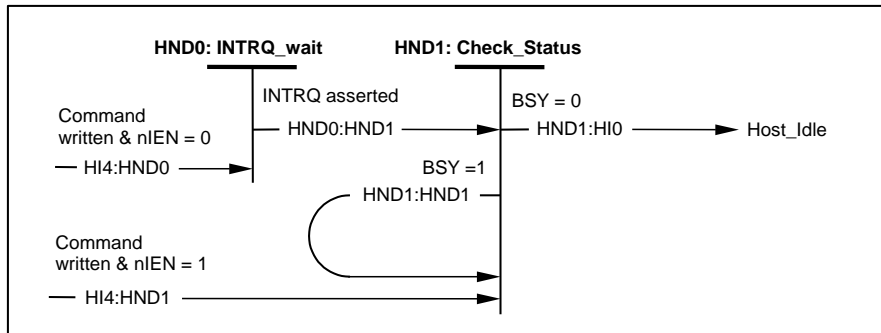 HND0: INTRQ_wait
HND1: Check_Status
INTRQ asserted
BSY = 0
Command
written & nIEN = 0
HND0:HND1
HND1:HI0
Host_Idle
HI4:HND0
BSY =1
HND1:HND1
Command
written & nIEN = 1
HI4:HND1